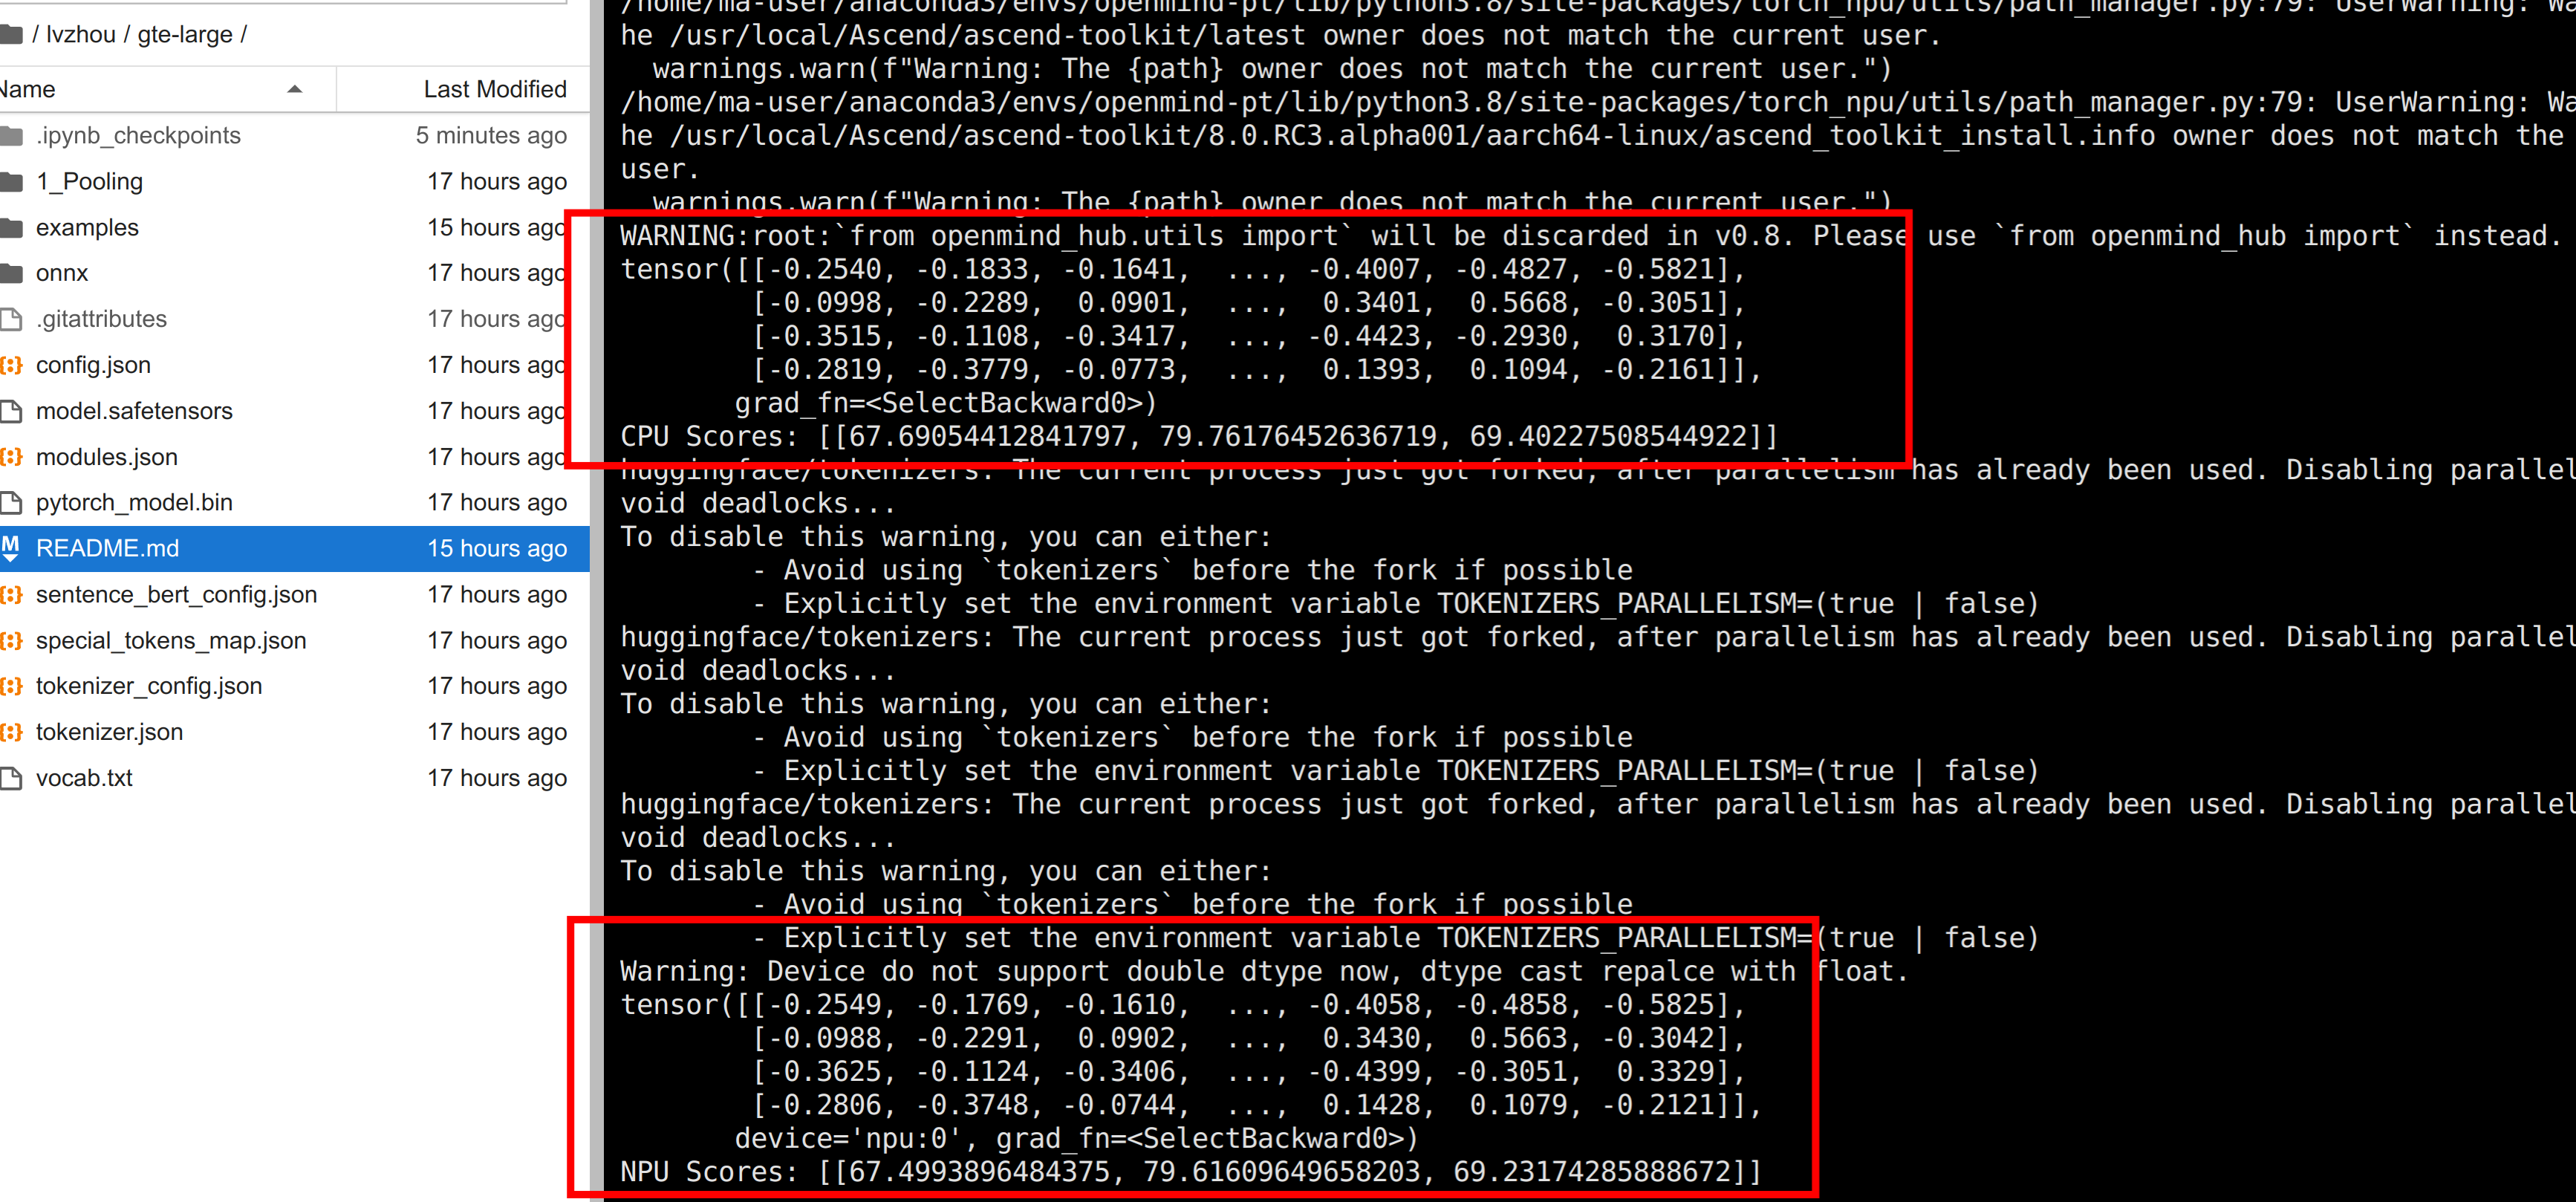 / lvzhou / gte-large /
Name Last Modified
.ipynb_checkpoints 5 minutes ago
1_Pooling 17 hours ago
examples 15 hours ago
onnx 17 hours ago
.gitattributes 17 hours ago
config.json 17 hours ago
model.safetensors 17 hours ago
modules.json 17 hours ago
pytorch_model.bin 17 hours ago
README.md 15 hours ago
sentence_bert_config.json 17 hours ago
special_tokens_map.json 17 hours ago
tokenizer_config.json 17 hours ago
tokenizer.json 17 hours ago
vocab.txt 17 hours ago
/home/ma-user/anaconda3/envs/openmind-pt/lib/python3.8/site-packages/torch_npu/utils/path_manager.py:79: UserWarning: Wa
he /usr/local/Ascend/ascend-toolkit/latest owner does not match the current user.
warnings.warn(f"Warning: The {path} owner does not match the current user.")
/home/ma-user/anaconda3/envs/openmind-pt/lib/python3.8/site-packages/torch_npu/utils/path_manager.py:79: UserWarning: Wa
he /usr/local/Ascend/ascend-toolkit/8.0.RC3.alpha001/aarch64-linux/ascend_toolkit_install.info owner does not match the
user.
warnings.warn(f"Warning: The {path} owner does not match the current user.")
WARNING:root:`from openmind_hub.utils import` will be discarded in v0.8. Please use `from openmind_hub import` instead.
tensor([[-0.2540, -0.1833, -0.1641, ..., -0.4007, -0.4827, -0.5821],
[-0.0998, -0.2289, 0.0901, ..., 0.3401, 0.5668, -0.3051],
[-0.3515, -0.1108, -0.3417, ..., -0.4423, -0.2930, 0.3170],
[-0.2819, -0.3779, -0.0773, ..., 0.1393, 0.1094, -0.2161]],
grad_fn=<SelectBackward0>)
CPU Scores: [[67.69054412841797, 79.76176452636719, 69.40227508544922]]
huggingface/tokenizers: The current process just got forked, after parallelism has already been used. Disabling parallel
void deadlocks...
To disable this warning, you can either:
- Avoid using `tokenizers` before the fork if possible
- Explicitly set the environment variable TOKENIZERS_PARALLELISM=(true | false)
huggingface/tokenizers: The current process just got forked, after parallelism has already been used. Disabling parallel
void deadlocks...
To disable this warning, you can either:
- Avoid using `tokenizers` before the fork if possible
- Explicitly set the environment variable TOKENIZERS_PARALLELISM=(true | false)
huggingface/tokenizers: The current process just got forked, after parallelism has already been used. Disabling parallel
void deadlocks...
To disable this warning, you can either:
- Avoid using `tokenizers` before the fork if possible
- Explicitly set the environment variable TOKENIZERS_PARALLELISM=(true | false)
Warning: Device do not support double dtype now, dtype cast repalce with float.
tensor([[-0.2549, -0.1769, -0.1610, ..., -0.4058, -0.4858, -0.5825],
[-0.0988, -0.2291, 0.0902, ..., 0.3430, 0.5663, -0.3042],
[-0.3625, -0.1124, -0.3406, ..., -0.4399, -0.3051, 0.3329],
[-0.2806, -0.3748, -0.0744, ..., 0.1428, 0.1079, -0.2121]],
device='npu:0', grad_fn=<SelectBackward0>)
NPU Scores: [[67.4993896484375, 79.61609649658203, 69.23174285888672]]